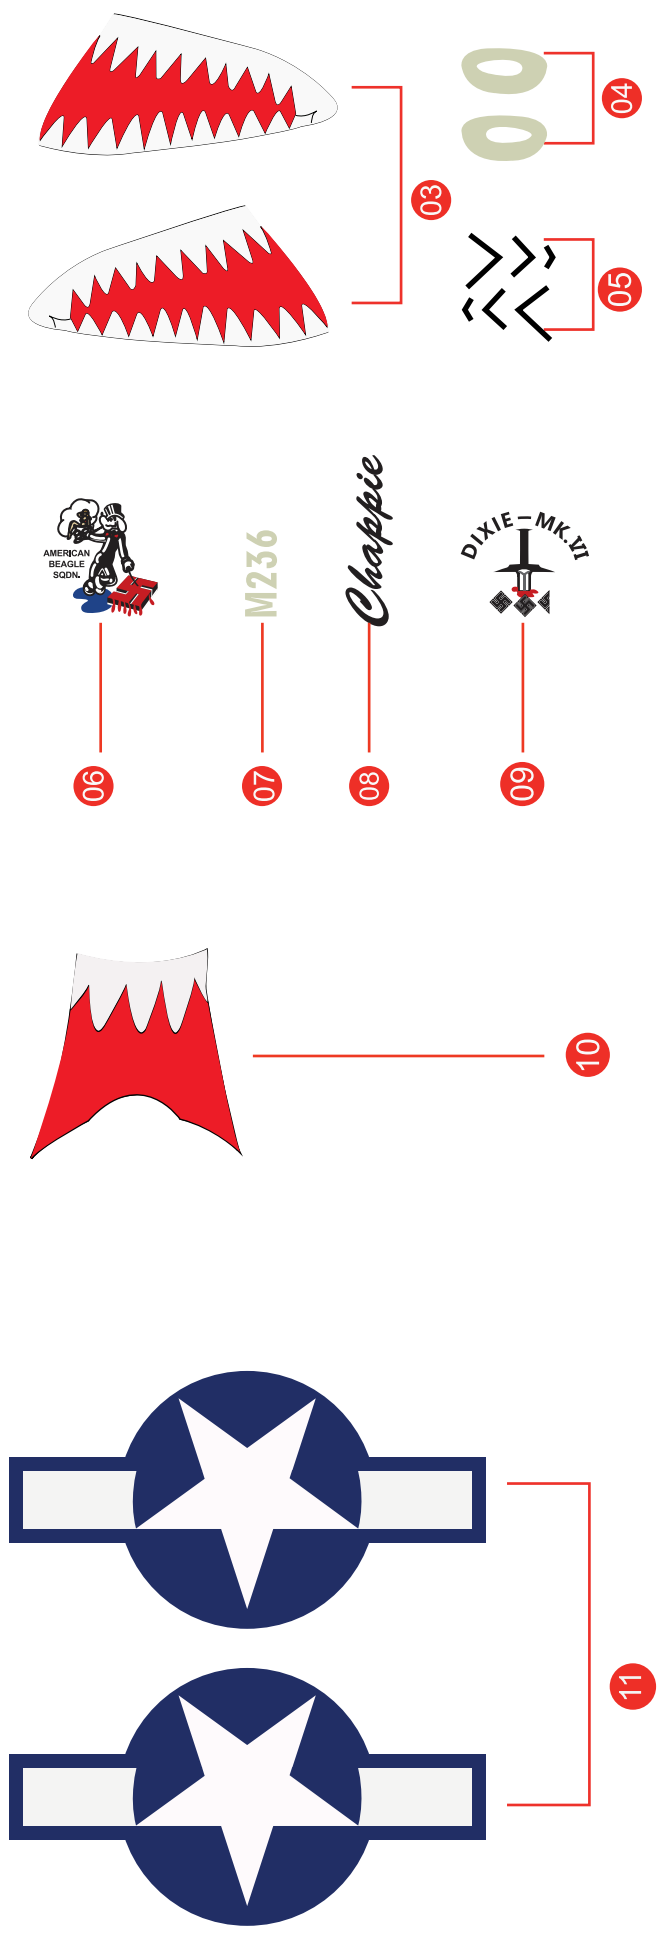 04
03
05
AMERICAN
BEAGLE
SQDN.
M236
Chappie
DIXIE – MK.VI
06
07
08
09
10
11